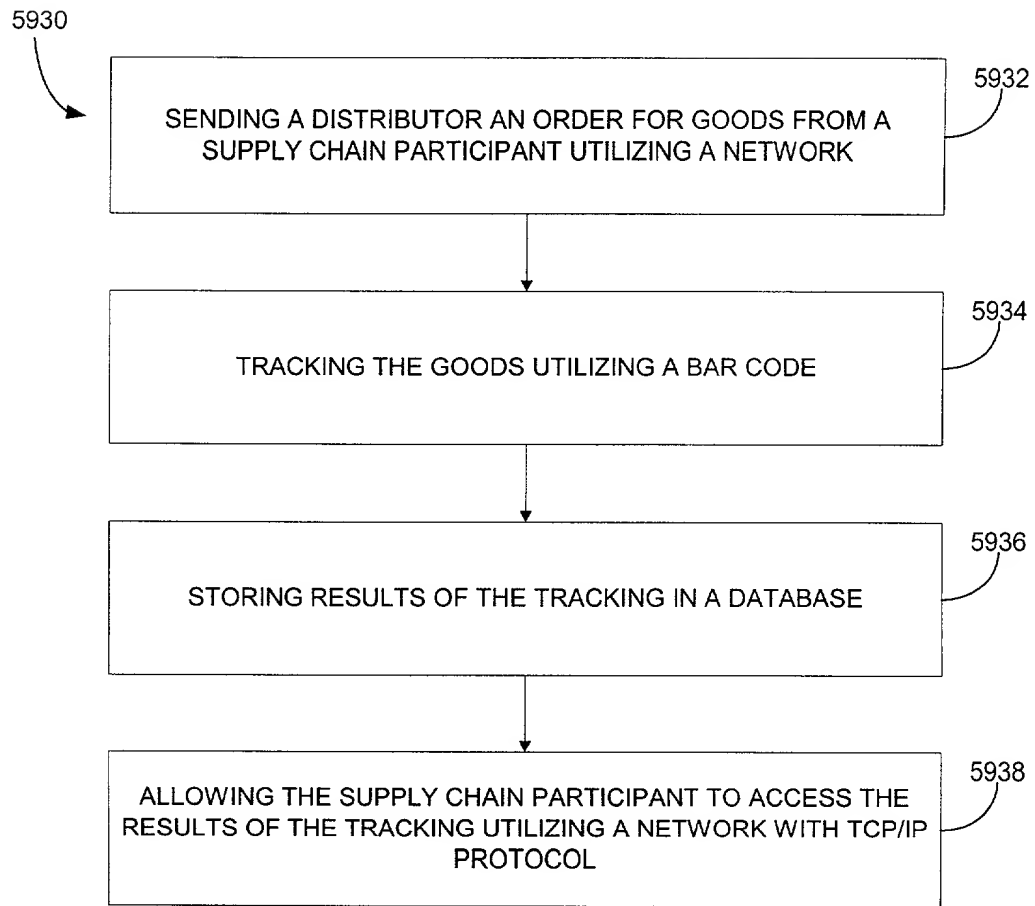 5930
5932
SENDING A DISTRIBUTOR AN ORDER FOR GOODS FROM A
SUPPLY CHAIN PARTICIPANT UTILIZING A NETWORK
5934
TRACKING THE GOODS UTILIZING A BAR CODE
5936
STORING RESULTS OF THE TRACKING IN A DATABASE
5938
ALLOWING THE SUPPLY CHAIN PARTICIPANT TO ACCESS THE
RESULTS OF THE TRACKING UTILIZING A NETWORK WITH TCP/IP
PROTOCOL